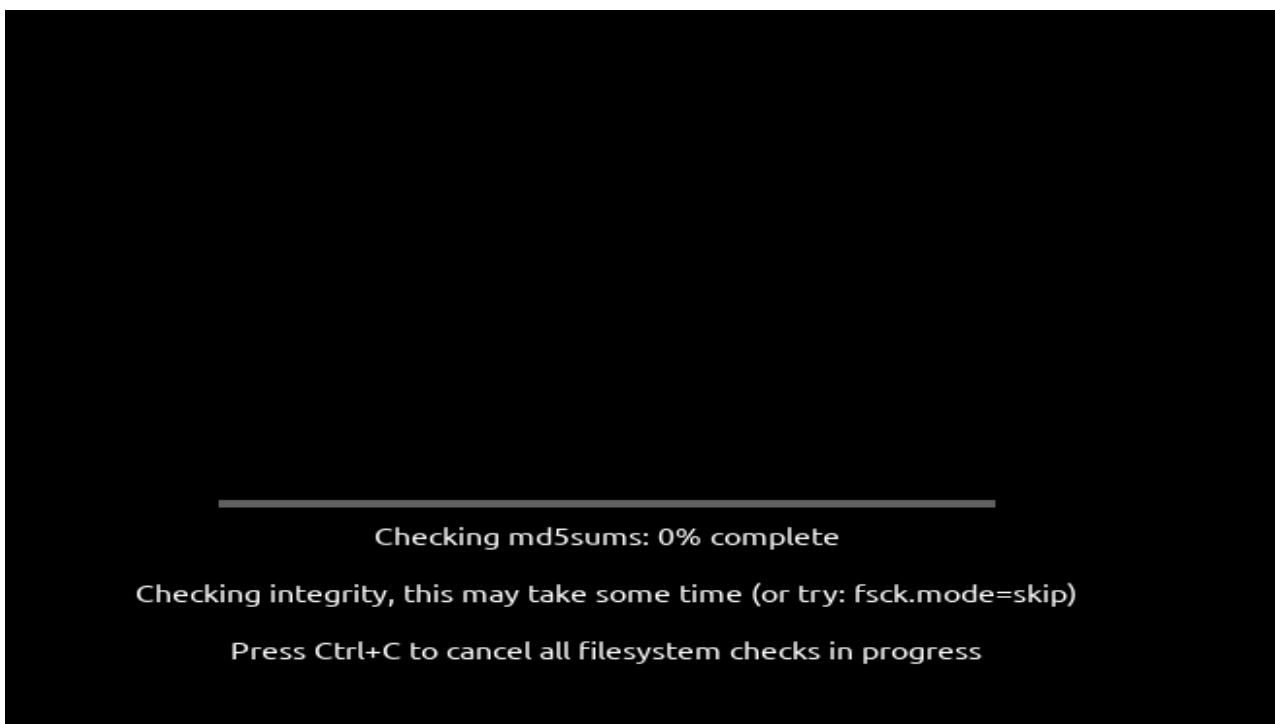 Checking md5sums: 0% complete
Checking integrity, this may take some time (or try: fsck.mode=skip)
Press Ctrl+C to cancel all filesystem checks in progress